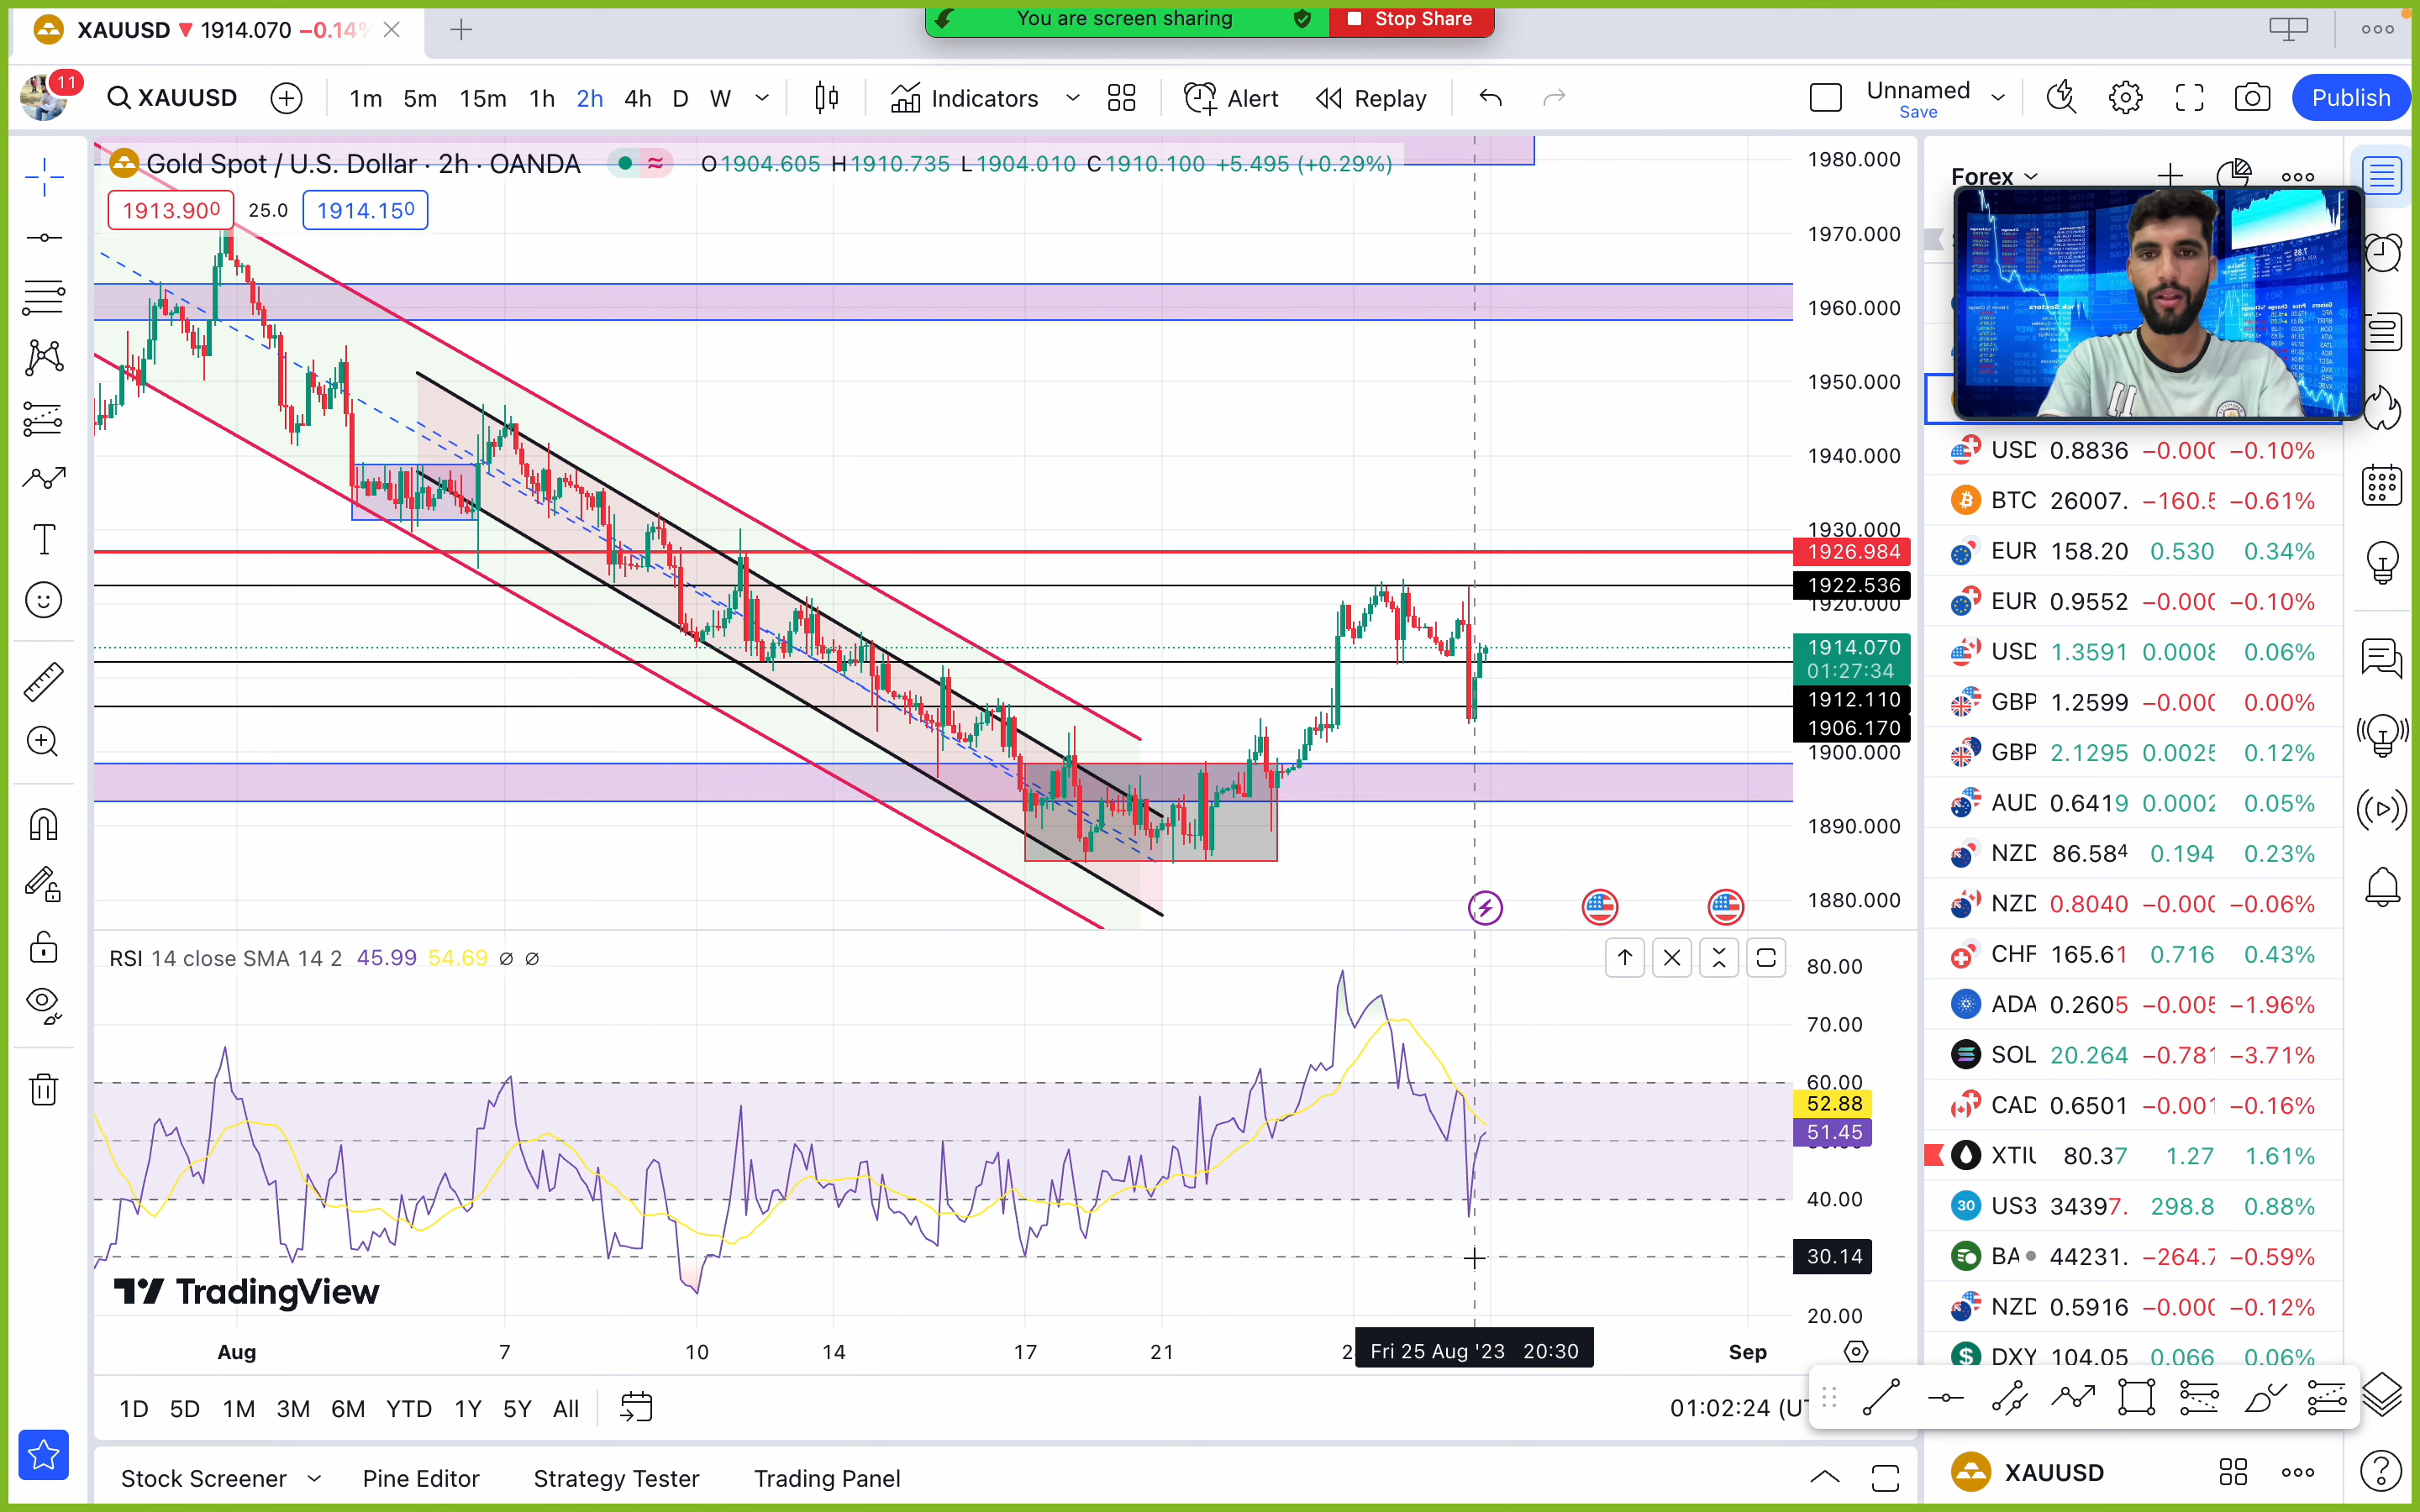 XAUUSD ▼ 1914.070 −0.14%
You are screen sharing
Stop Share
11
XAUUSD
1m 5m 15m 1h 2h 4h D W
Indicators
Alert
Replay
Unnamed
Save
Publish
Gold Spot / U.S. Dollar · 2h · OANDA
O1904.605 H1910.735 L1904.010 C1910.100 +5.495 (+0.29%)
1913.900 25.0 1914.150
1980.000
1970.000
1960.000
1950.000
1940.000
1930.000
1926.984
1922.536
1920.000
1914.070
01:27:34
1912.110
1906.170
1900.000
1890.000
1880.000
RSI 14 close SMA 14 2 45.99 54.69 ∅ ∅
80.00
70.00
60.00
52.88
51.45
40.00
30.14
20.00
TradingView
Aug 7 10 14 17 21
Fri 25 Aug '23 20:30
Sep
1D 5D 1M 3M 6M YTD 1Y 5Y All
01:02:24 (UT
Stock Screener
Pine Editor
Strategy Tester
Trading Panel
Forex
USD 0.8836 −0.000 −0.10%
BTC 26007. −160.5 −0.61%
EUR 158.20 0.530 0.34%
EUR 0.9552 −0.000 −0.10%
USD 1.3591 0.0008 0.06%
GBP 1.2599 −0.000 0.00%
GBP 2.1295 0.0025 0.12%
AUD 0.6419 0.0002 0.05%
NZD 86.584 0.194 0.23%
NZD 0.8040 −0.000 −0.06%
CHF 165.61 0.716 0.43%
ADA 0.2605 −0.005 −1.96%
SOL 20.264 −0.781 −3.71%
CAD 0.6501 −0.001 −0.16%
XTIU 80.37 1.27 1.61%
30 US3 34397. 298.8 0.88%
BA 44231. −264.7 −0.59%
NZD 0.5916 −0.000 −0.12%
DXY 104.05 0.066 0.06%
XAUUSD